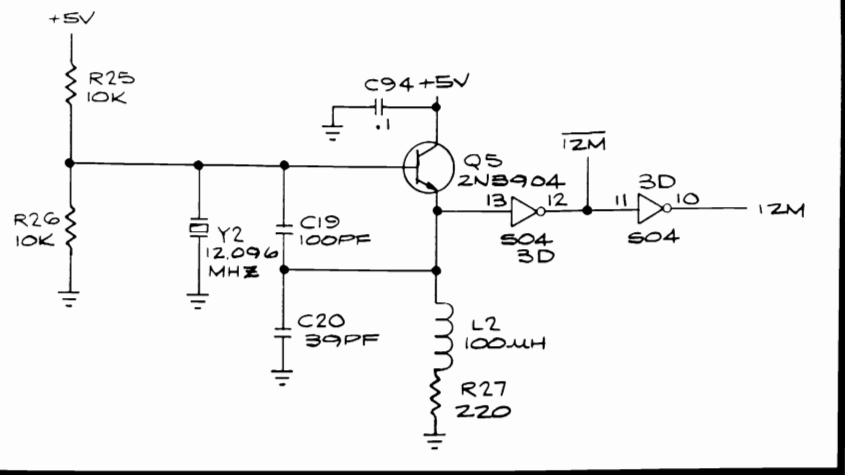 +5V
R25
10K
C94 +5V
.1
Q5
2N3904
12M
3D
13
12
11
10
12M
S04
3D
S04
R26
10K
Y2
12.096
MHZ
C19
100PF
C20
39PF
L2
100µH
R27
220